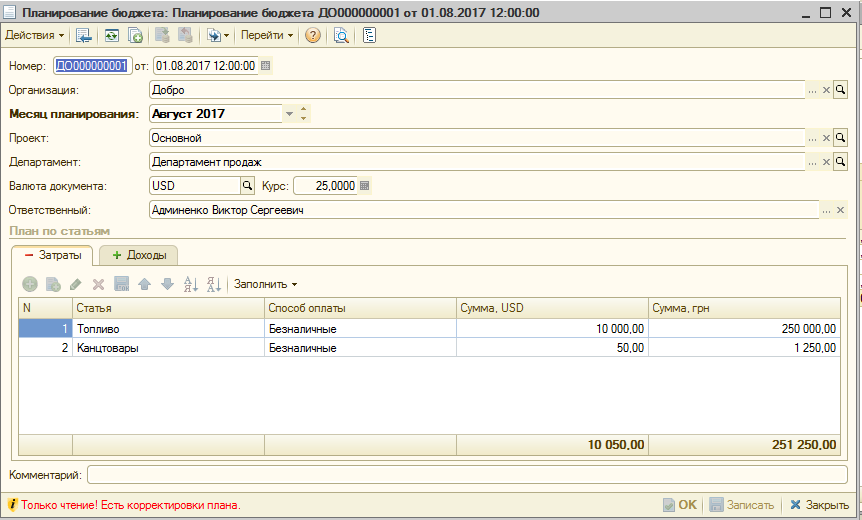 Планирование бюджета: Планирование бюджета ДО000000001 от 01.08.2017 12:00:00
Действия Перейти
Номер: ДО000000001 от: 01.08.2017 12:00:00
Организация: Добро
Месяц планирования: Август 2017
Проект: Основной
Департамент: Департамент продаж
Валюта документа: USD Курс: 25,0000
Ответственный: Админенко Виктор Сергеевич
План по статьям
Затраты Доходы
Заполнить
N Статья Способ оплаты Сумма, USD Сумма, грн
1 Топливо Безналичные 10 000,00 250 000,00
2 Канцтовары Безналичные 50,00 1 250,00
10 050,00 251 250,00
Комментарий:
Только чтение! Есть корректировки плана. OK Записать Закрыть